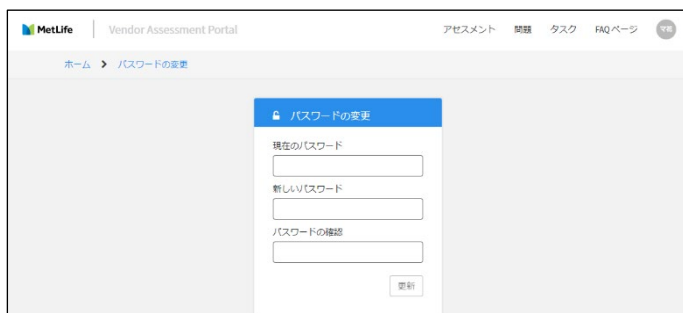 MetLife Vendor Assessment Portal アセスメント 問題 タスク FAQ ページ
ホーム > パスワードの変更
パスワードの変更
現在のパスワード
新しいパスワード
パスワードの確認
更新